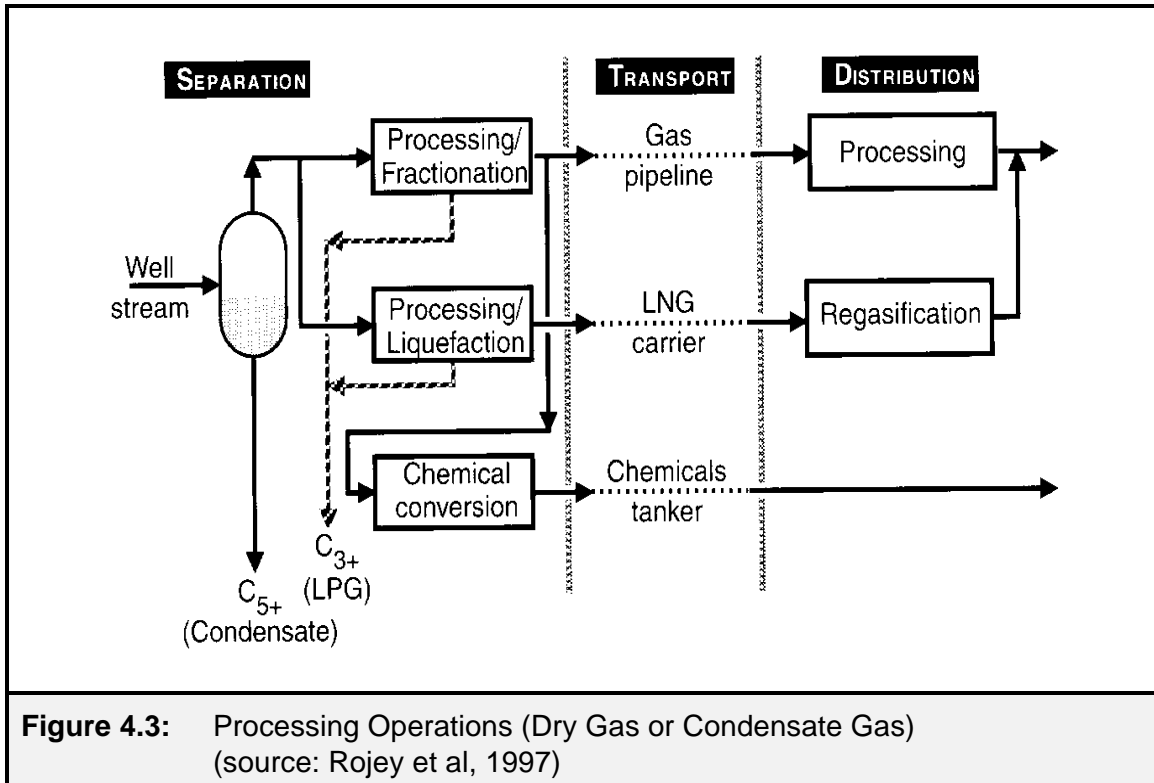 SEPARATION
TRANSPORT
DISTRIBUTION
Processing/
Fractionation
Gas
pipeline
Processing
Well
stream
Processing/
Liquefaction
LNG
carrier
Regasification
Chemical
conversion
Chemicals
tanker
C3+
(LPG)
C5+
(Condensate)
Figure 4.3: Processing Operations (Dry Gas or Condensate Gas)
(source: Rojey et al, 1997)